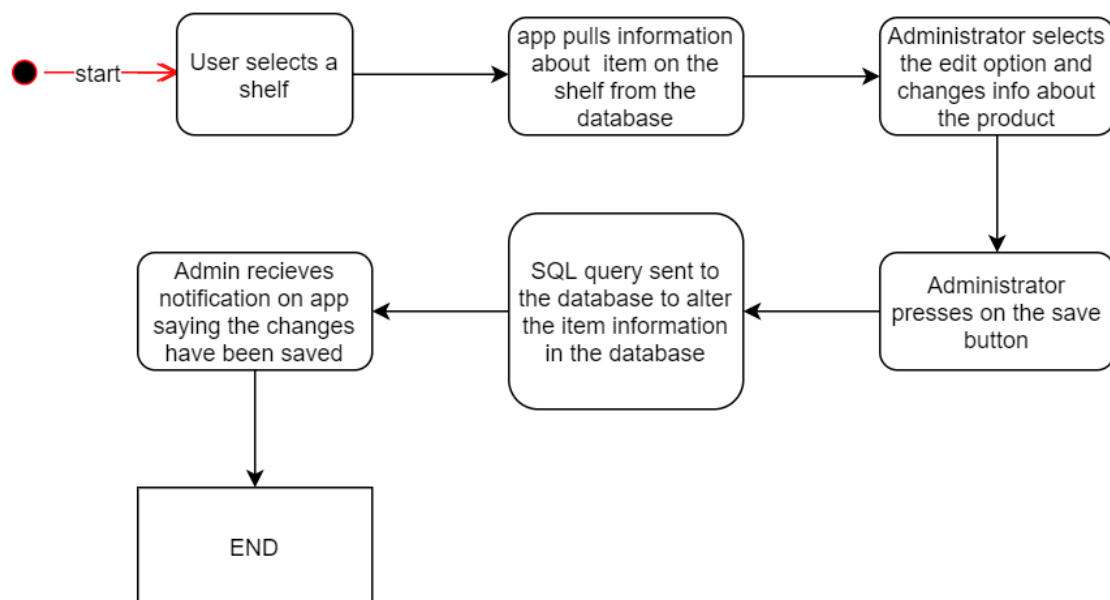 start
User selects a
shelf
app pulls information
about item on the
shelf from the
database
Administrator selects
the edit option and
changes info about
the product
Administrator
presses on the save
button
SQL query sent to
the database to alter
the item information
in the database
Admin recieves
notification on app
saying the changes
have been saved
END